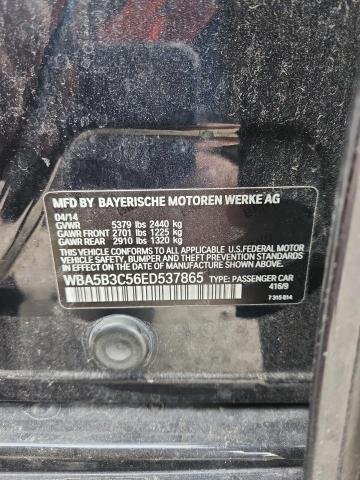 MFD BY BAYERISCHE MOTOREN WERKE AG
04/14
GVWR 5379 lbs 2440 kg
GAWR FRONT 2701 lbs 1225 kg
GAWR REAR 2910 lbs 1320 kg
THIS VEHICLE CONFORMS TO ALL APPLICABLE U.S.FEDERAL MOTOR
VEHICLE SAFETY, BUMPER, AND THEFT PREVENTION
STANDARDS IN EFFECT ON THE DATE OF MANUFACTURE
SHOWN ABOVE.
WBA5B3C56ED537865 TYPE: PASSENGER CAR
416/9
7 315 814